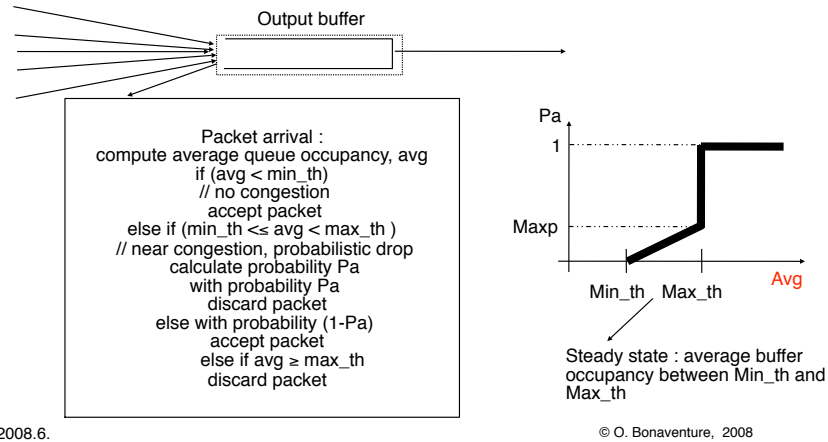 Output buffer
Packet arrival :
compute average queue occupancy, avg
if (avg < min_th)
// no congestion
accept packet
else if (min_th <≤ avg < max_th )
// near congestion, probabilistic drop
calculate probability Pa
with probability Pa
discard packet
else with probability (1-Pa)
accept packet
else if avg ≥ max_th
discard packet
Pa
1
Maxp
Min_th Max_th
Avg
Steady state : average buffer
occupancy between Min_th and
Max_th
2008.6.
© O. Bonaventure, 2008